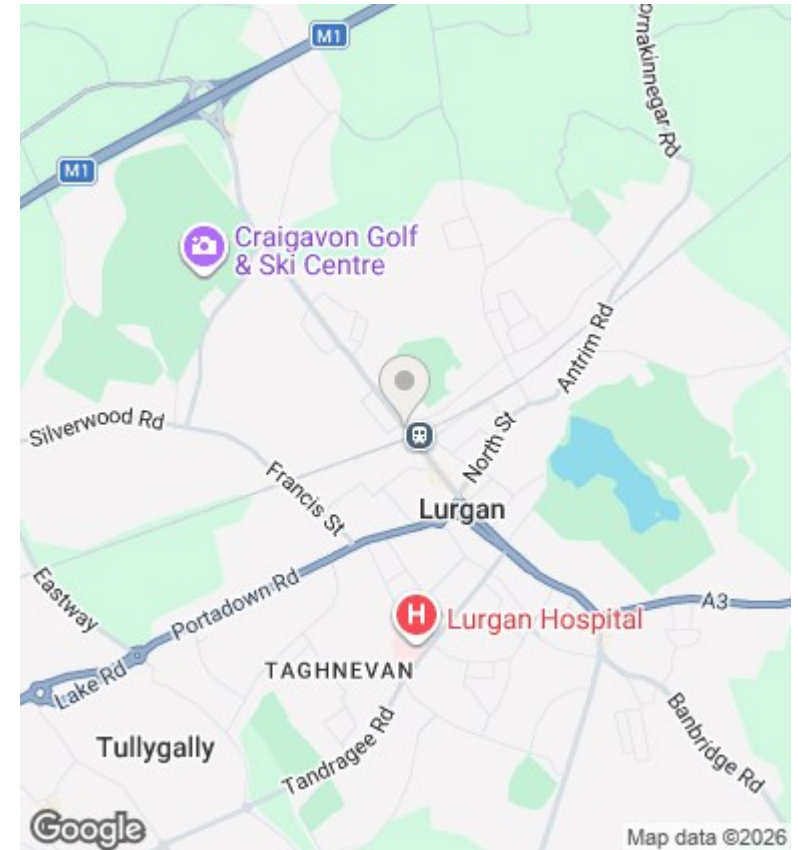 M1
ornakinnegar Rd
M1
Craigavon Golf
& Ski Centre
Antrim Rd
Silverwood Rd
North St
Francis St
Lurgan
Eastway
Portadown Rd
A3
Lurgan Hospital
H
Lake Rd
TAGHNEVAN
Banbridge Rd
Tullygally
Tandragee Rd
Google
Map data ©2026